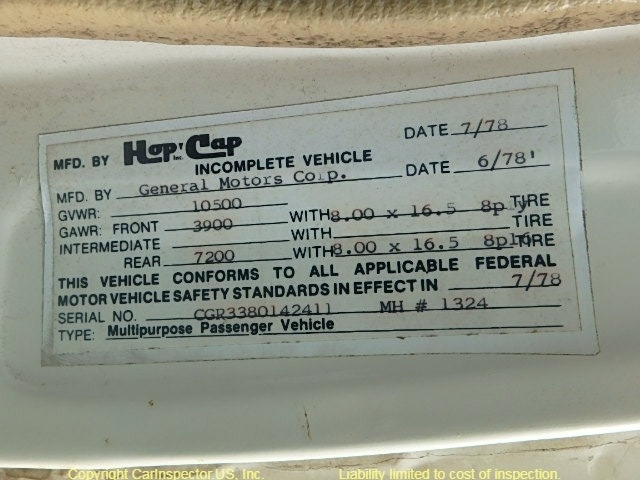 MFD. BY Hop' Cap Inc. DATE 7/78
INCOMPLETE VEHICLE
MFD. BY General Motors Corp. DATE 6/78'
GVWR: 10500
GAWR: FRONT 3900 WITH 8.00 x 16.5 8ply TIRE
INTERMEDIATE WITH TIRE
REAR 7200 WITH 8.00 x 16.5 TIRE
THIS VEHICLE CONFORMS TO ALL APPLICABLE FEDERAL
MOTOR VEHICLE SAFETY STANDARDS IN EFFECT IN 7/78
SERIAL NO. CGR3380142411 MH # 1324
TYPE: Multipurpose Passenger Vehicle
Copyright CarInspector.US, Inc. Liability limited to cost of inspection.